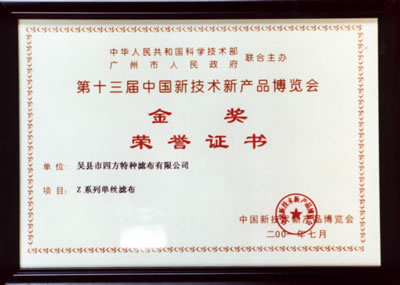 中华人民共和国科学技术部
广州市人民政府
联合主办
第十三届中国新技术新产品博览会
金奖
荣誉证书
单位：吴县市四方特种滤布有限公司
项目：Z系列单丝滤布
中国新技术新产品博览会
二00一年七月